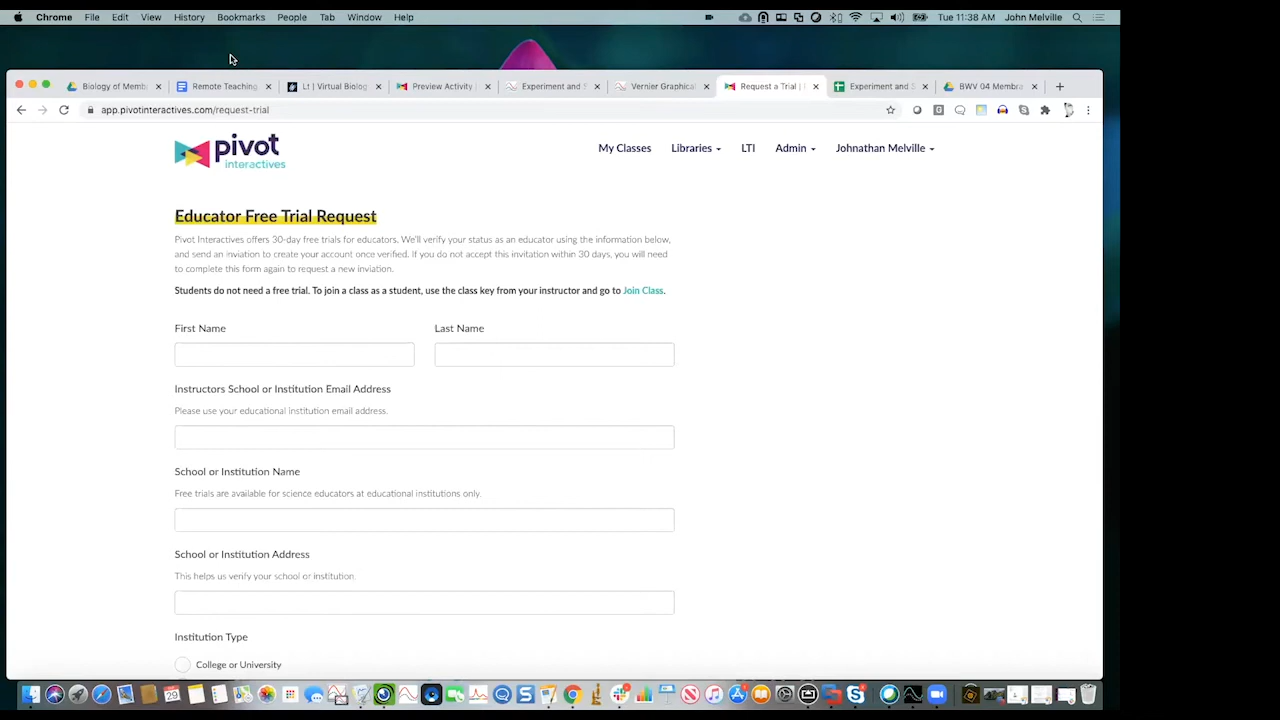 Chrome File Edit View History Bookmarks People Tab Window Help Tue 11:38 AM John Melville
Biology of Memb Remote Teaching Lt | Virtual Biolog Preview Activity | Experiment and S Vernier Graphical Request a Trial | Experiment and S BWV 04 Membra
app.pivotinteractives.com/request-trial
pivot
interactives
My Classes Libraries LTI Admin Johnathan Melville
Educator Free Trial Request
Pivot Interactives offers 30-day free trials for educators. We'll verify your status as an educator using the information below,
and send an inviation to create your account once verified. If you do not accept this invitation within 30 days, you will need
to complete this form again to request a new inviation.
Students do not need a free trial. To join a class as a student, use the class key from your instructor and go to Join Class.
First Name Last Name
Instructors School or Institution Email Address
Please use your educational institution email address.
School or Institution Name
Free trials are available for science educators at educational institutions only.
School or Institution Address
This helps us verify your school or institution.
Institution Type
College or University